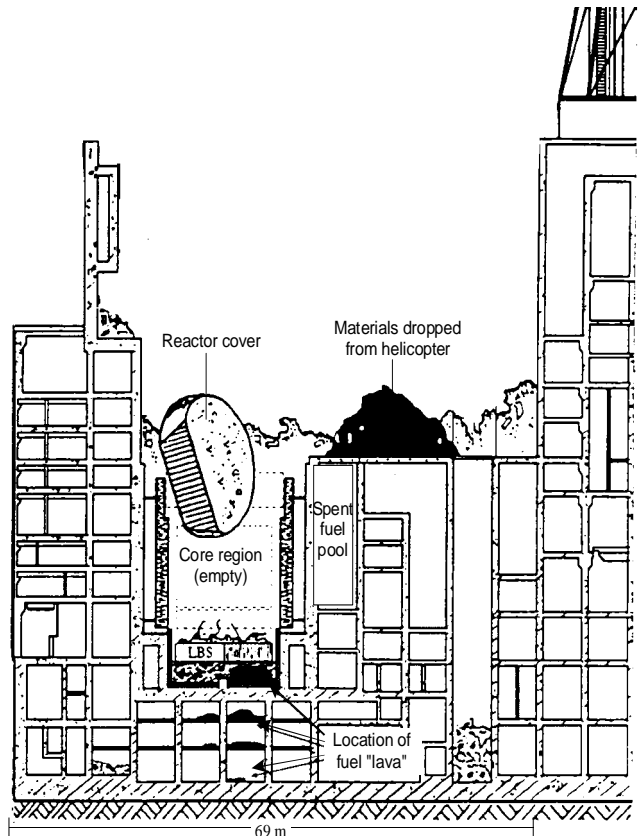 Reactor cover
Materials dropped
from helicopter
Spent
fuel
pool
Core region
(empty)
LBS
Location of
fuel "lava"
69 m